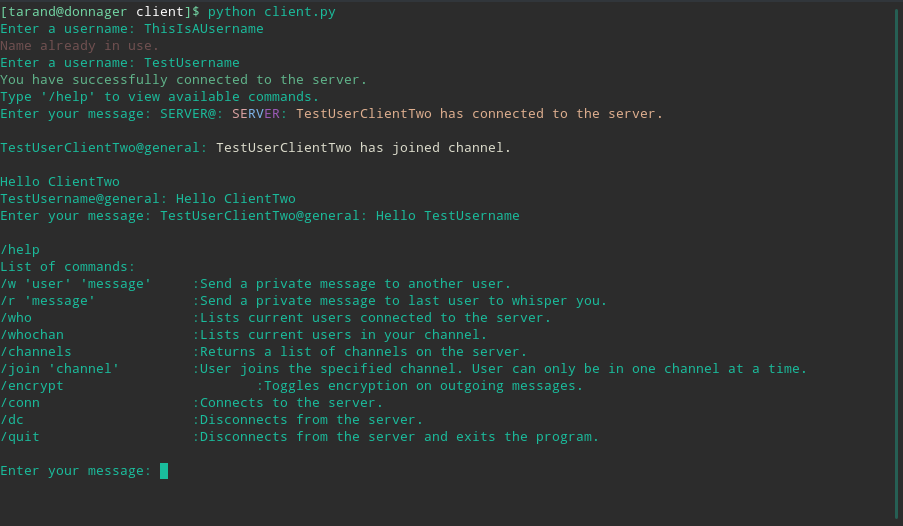 [tarand@donnager client]$ python client.py
Enter a username: ThisIsAUsername
Name already in use.
Enter a username: TestUsername
You have successfully connected to the server.
Type '/help' to view available commands.
Enter your message: SERVER@: SERVER: TestUserClientTwo has connected to the server.
TestUserClientTwo@general: TestUserClientTwo has joined channel.
Hello ClientTwo
TestUsername@general: Hello ClientTwo
Enter your message: TestUserClientTwo@general: Hello TestUsername
/help
List of commands:
/w 'user' 'message'     :Send a private message to another user.
/r 'message'            :Send a private message to last user to whisper you.
/who                    :Lists current users connected to the server.
/whochan                :Lists current users in your channel.
/channels               :Returns a list of channels on the server.
/join 'channel'         :User joins the specified channel. User can only be in one channel at a time.
/encrypt                        :Toggles encryption on outgoing messages.
/conn                   :Connects to the server.
/dc                     :Disconnects from the server.
/quit                   :Disconnects from the server and exits the program.
Enter your message: